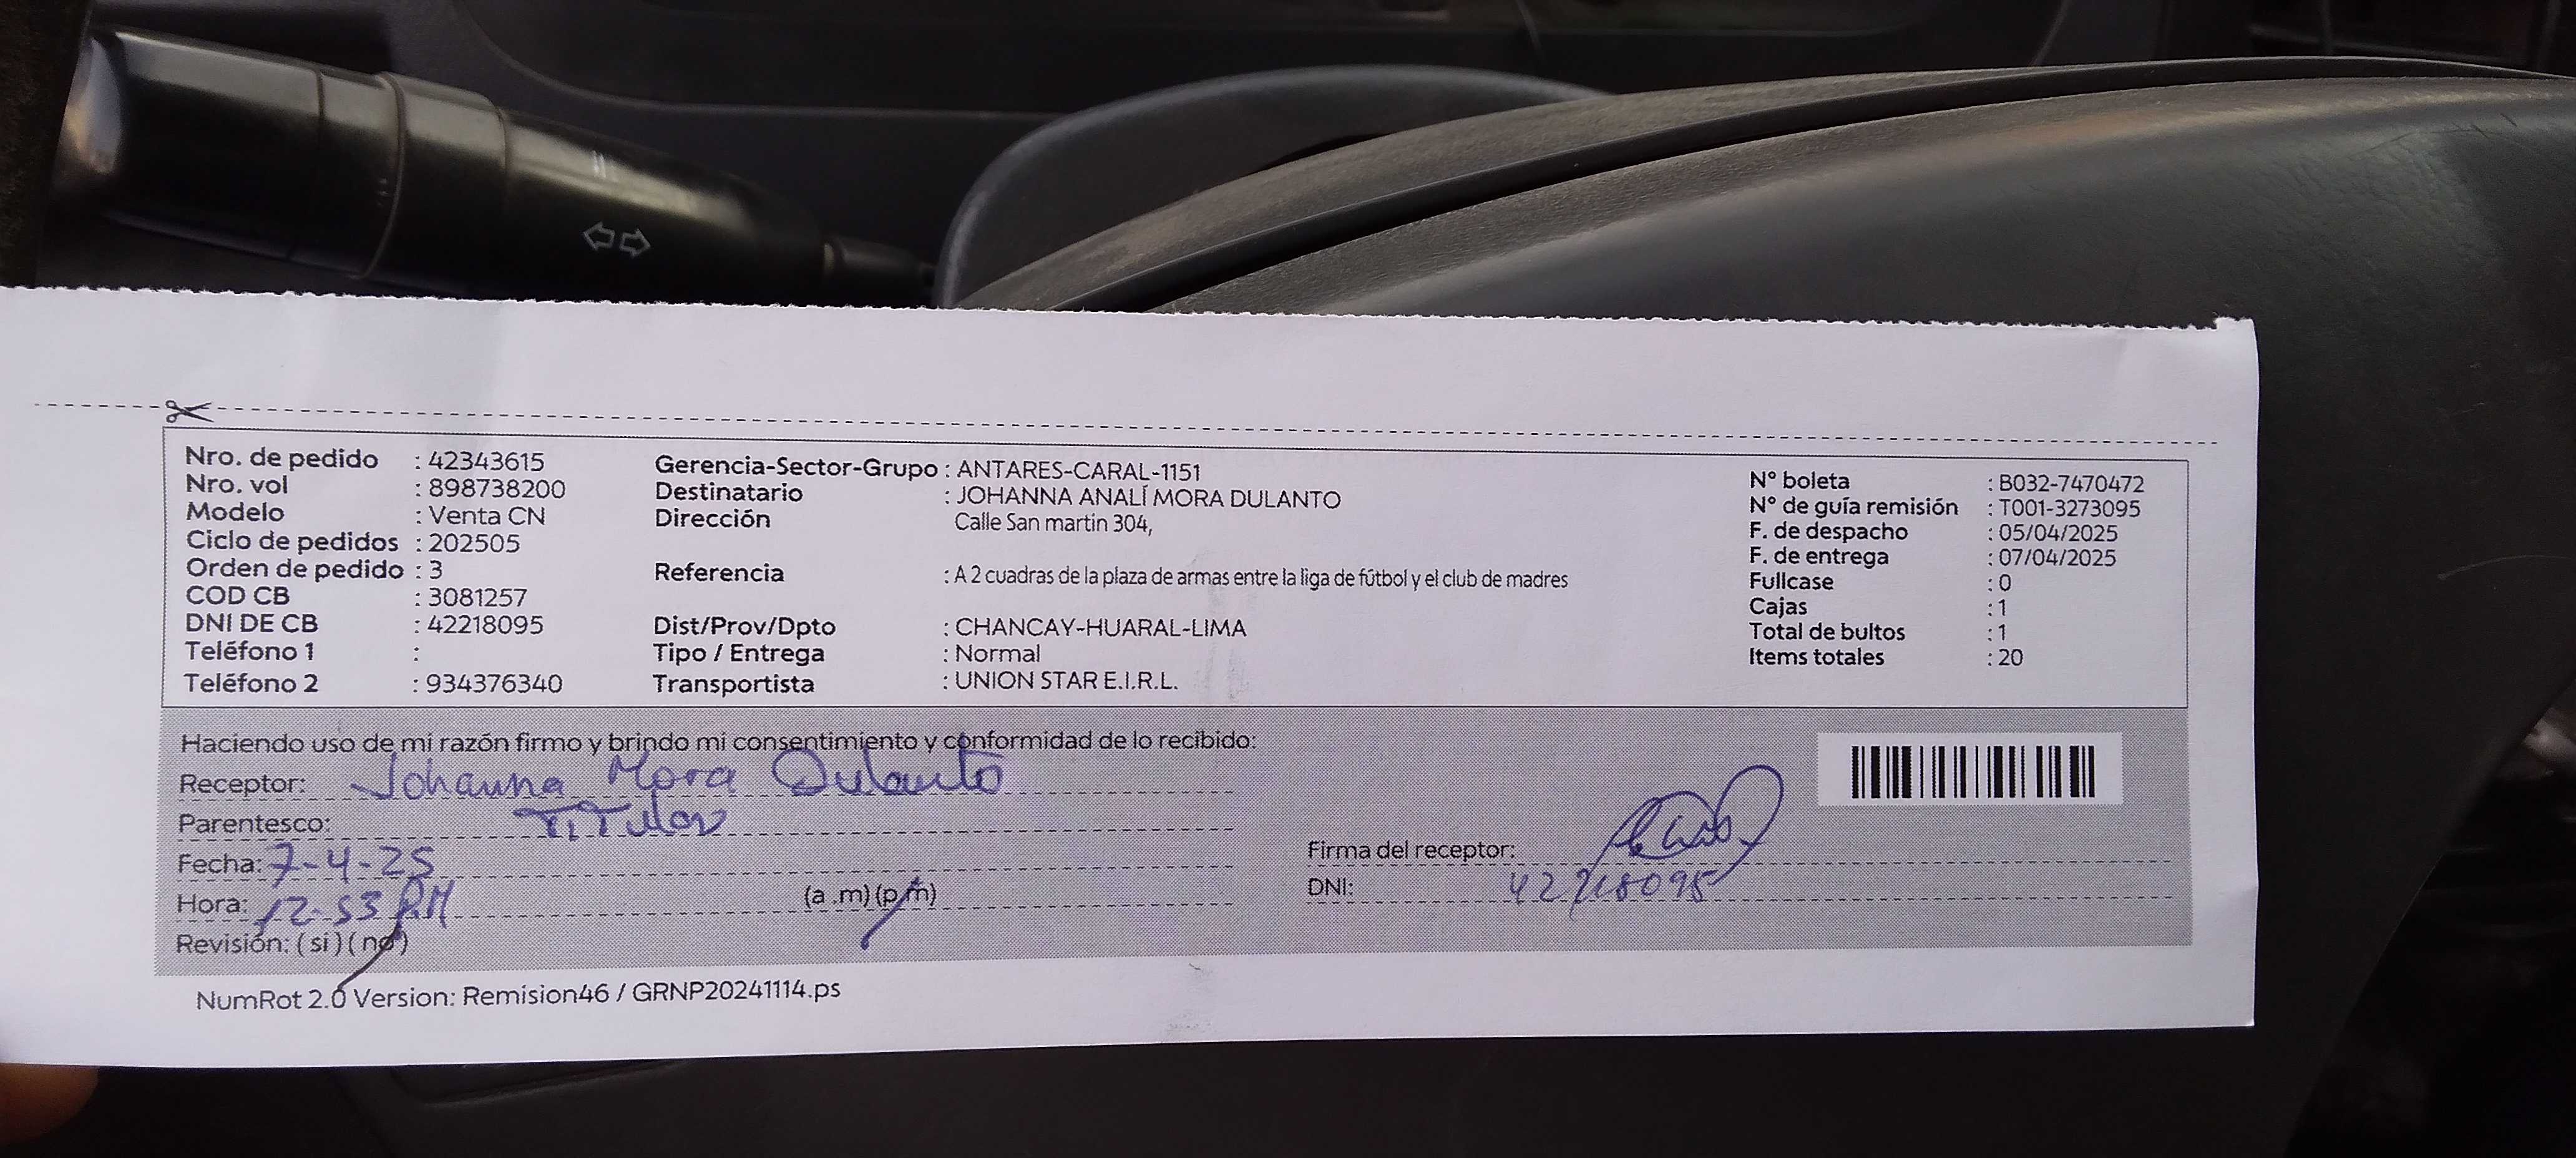 Nro. de pedido : 42343615
Nro. vol : 898738200
Modelo : Venta CN
Ciclo de pedidos : 202505
Orden de pedido : 3
COD CB : 3081257
DNI DE CB : 42218095
Teléfono 1 :
Teléfono 2 : 934376340
Gerencia-Sector-Grupo : ANTARES-CARAL-1151
Destinatario : JOHANNA ANALÍ MORA DULANTO
Dirección Calle San martin 304,
Referencia : A 2 cuadras de la plaza de armas entre la liga de fútbol y el club de madres
Dist/Prov/Dpto : CHANCAY-HUARAL-LIMA
Tipo / Entrega : Normal
Transportista : UNION STAR E.I.R.L.
N° boleta : B032-7470472
N° de guía remisión : T001-3273095
F. de despacho : 05/04/2025
F. de entrega : 07/04/2025
Fullcase : 0
Cajas : 1
Total de bultos : 1
Items totales : 20
Haciendo uso de mi razón firmo y brindo mi consentimiento y conformidad de lo recibido:
Receptor: Johanna Mora Dulanto
Parentesco: TiTular
Fecha: 7-4-25
Hora: 12-53 P.M (a .m) (p.m)
Revisión: ( si ) ( no )
Firma del receptor:
DNI: 42218095
NumRot 2.0 Version: Remision46 / GRNP20241114.ps